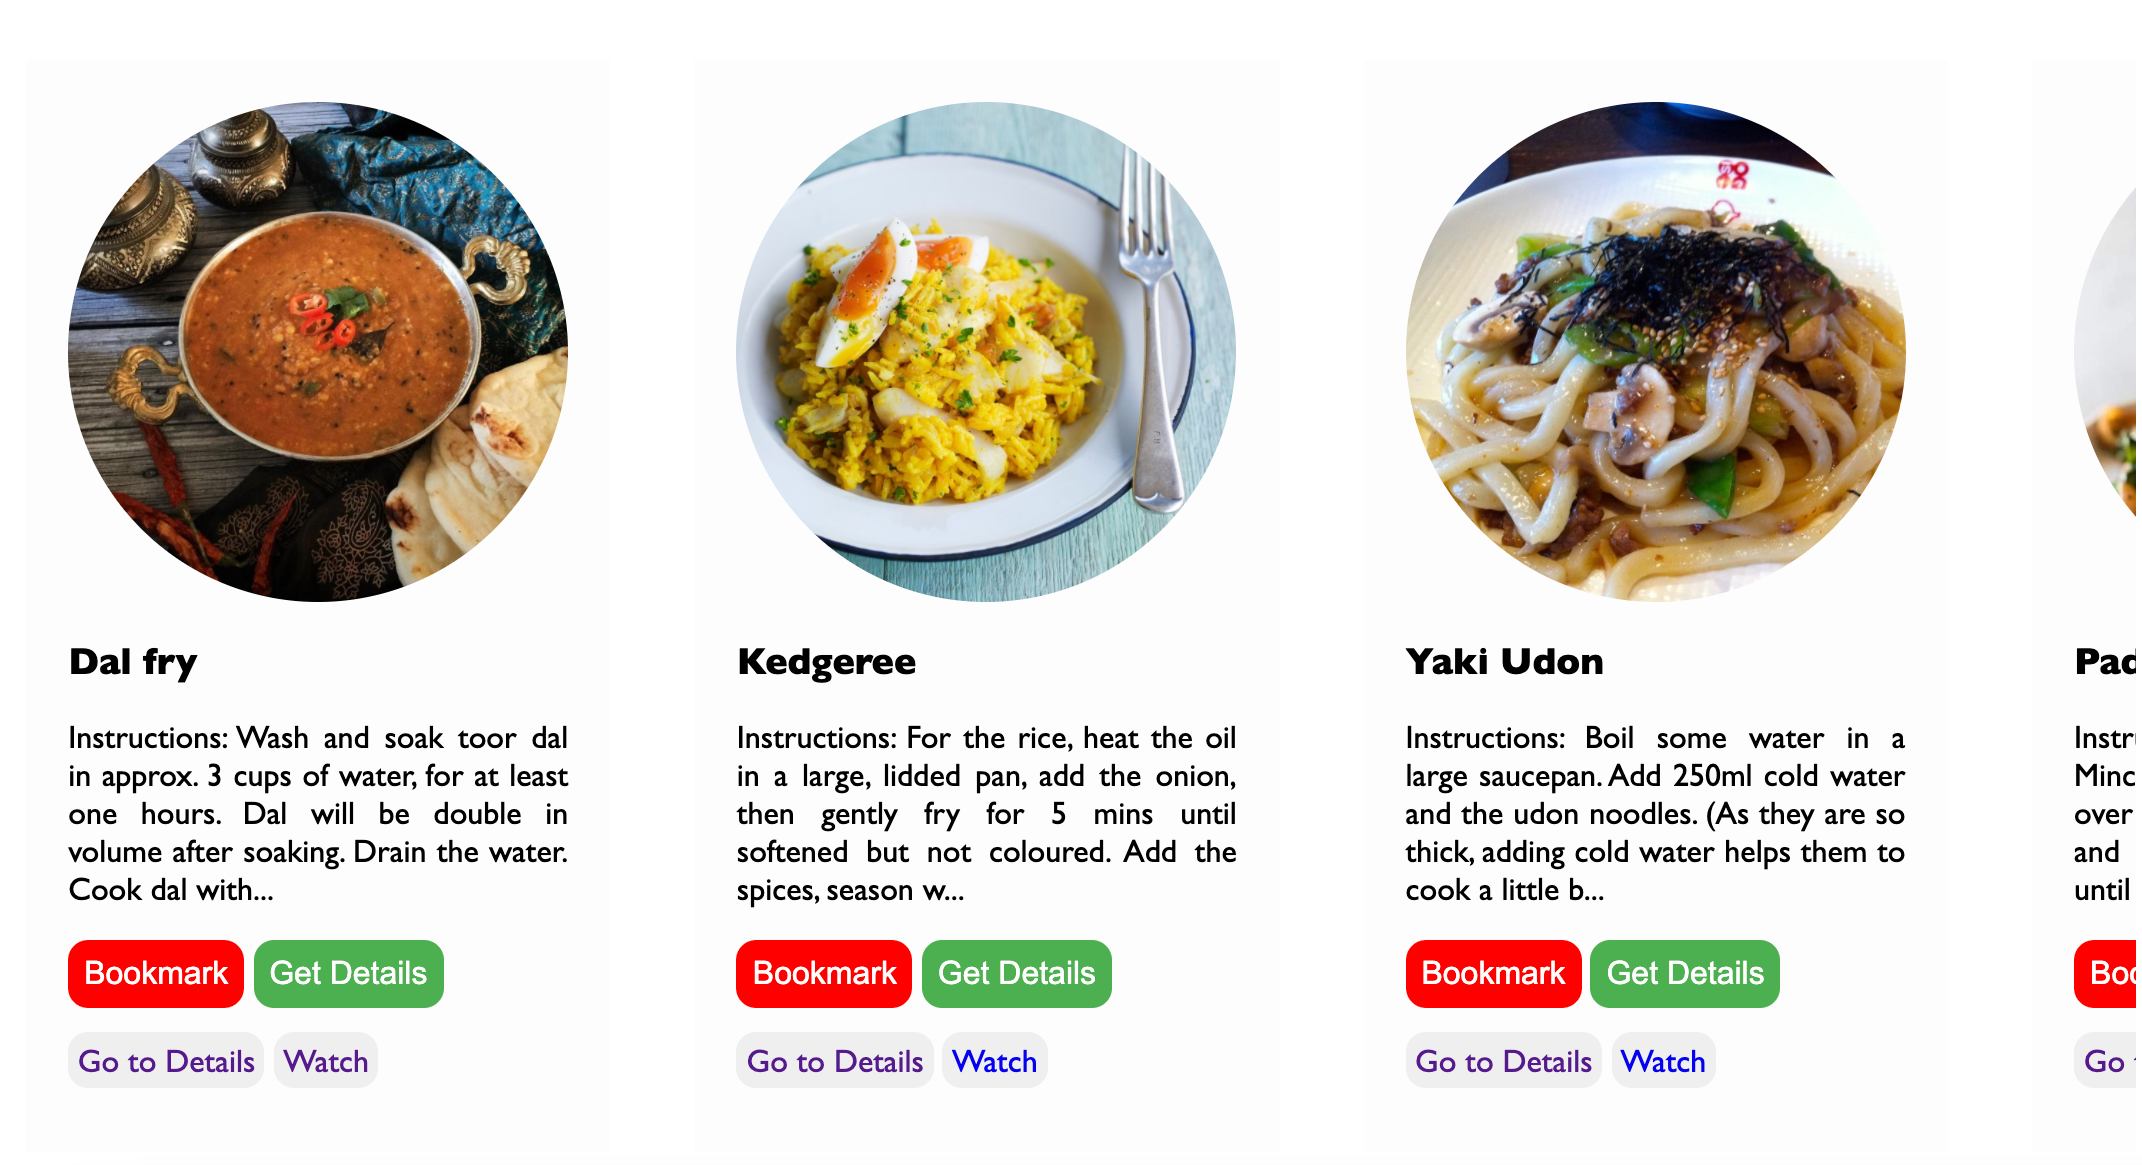 Dal fry
Instructions: Wash and soak toor dal
in approx. 3 cups of water, for at least
one hours. Dal will be double in
volume after soaking. Drain the water.
Cook dal with...
Bookmark Get Details
Go to Details Watch
Kedgeree
Instructions: For the rice, heat the oil
in a large, lidded pan, add the onion,
then gently fry for 5 mins until
softened but not coloured. Add the
spices, season w...
Bookmark Get Details
Go to Details Watch
Yaki Udon
Instructions: Boil some water in a
large saucepan. Add 250ml cold water
and the udon noodles. (As they are so
thick, adding cold water helps them to
cook a little b...
Bookmark Get Details
Go to Details Watch
Pad
Instr
Minc
over
and
until
Boo
Go